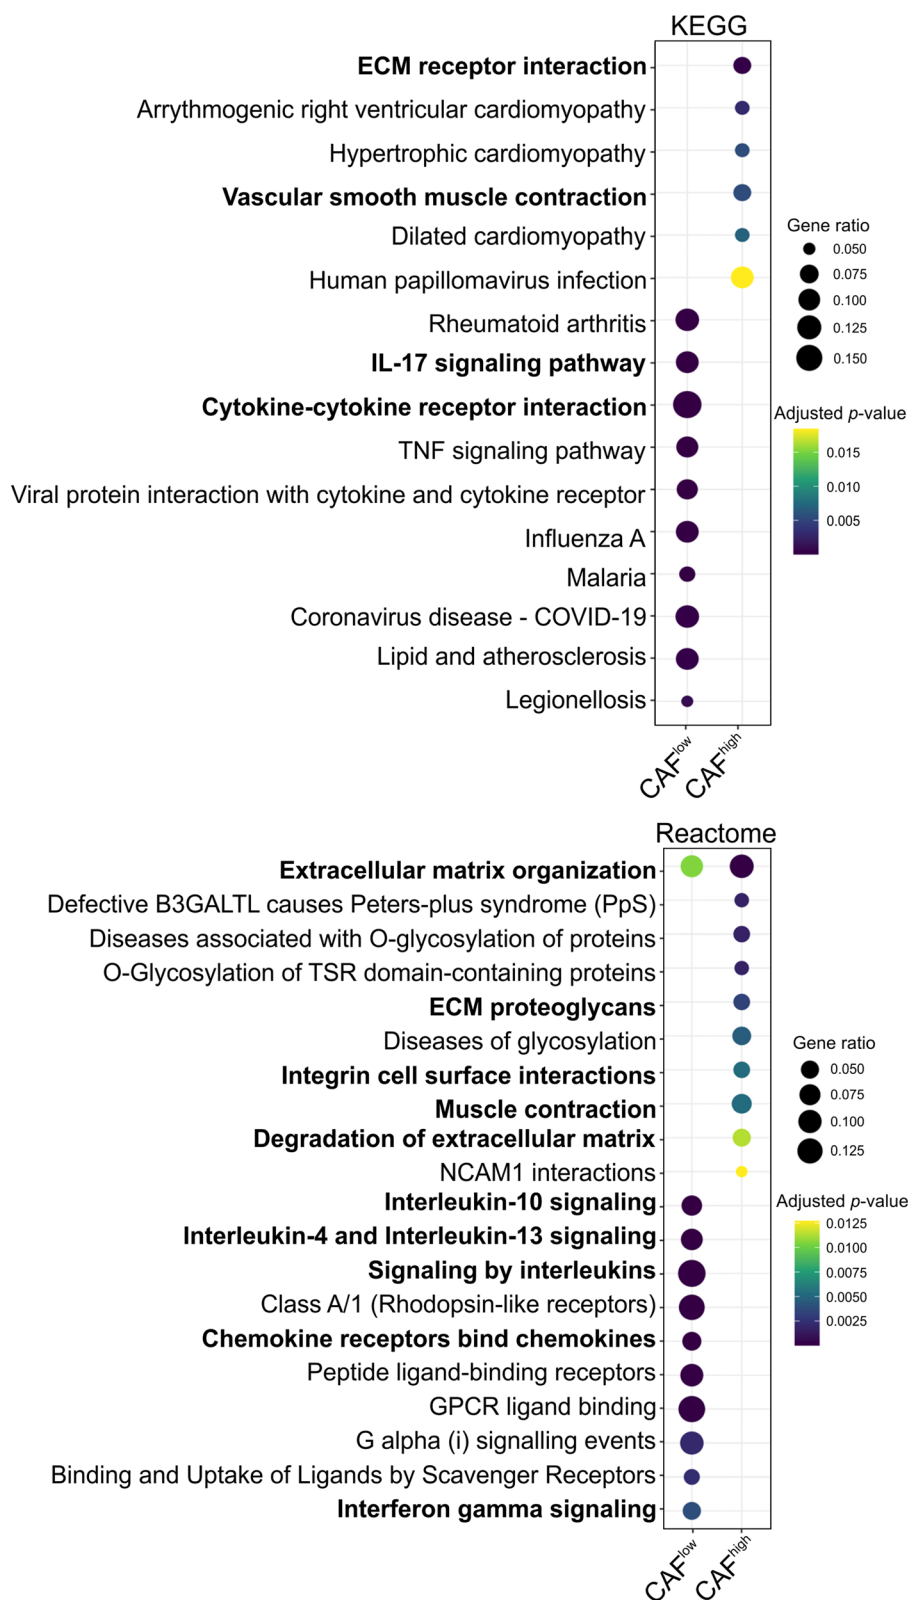 KEGG
ECM receptor interaction
Arrythmogenic right ventricular cardiomyopathy
Hypertrophic cardiomyopathy
Vascular smooth muscle contraction
Dilated cardiomyopathy
Human papillomavirus infection
Rheumatoid arthritis
IL-17 signaling pathway
Cytokine-cytokine receptor interaction
TNF signaling pathway
Viral protein interaction with cytokine and cytokine receptor
Influenza A
Malaria
Coronavirus disease - COVID-19
Lipid and atherosclerosis
Legionellosis
CAFlow
CAFhigh
Gene ratio
0.050
0.075
0.100
0.125
0.150
Adjusted p-value
0.015
0.010
0.005
Reactome
Extracellular matrix organization
Defective B3GALTL causes Peters-plus syndrome (PpS)
Diseases associated with O-glycosylation of proteins
O-Glycosylation of TSR domain-containing proteins
ECM proteoglycans
Diseases of glycosylation
Integrin cell surface interactions
Muscle contraction
Degradation of extracellular matrix
NCAM1 interactions
Interleukin-10 signaling
Interleukin-4 and Interleukin-13 signaling
Signaling by interleukins
Class A/1 (Rhodopsin-like receptors)
Chemokine receptors bind chemokines
Peptide ligand-binding receptors
GPCR ligand binding
G alpha (i) signalling events
Binding and Uptake of Ligands by Scavenger Receptors
Interferon gamma signaling
CAFlow
CAFhigh
Gene ratio
0.050
0.075
0.100
0.125
Adjusted p-value
0.0125
0.0100
0.0075
0.0050
0.0025